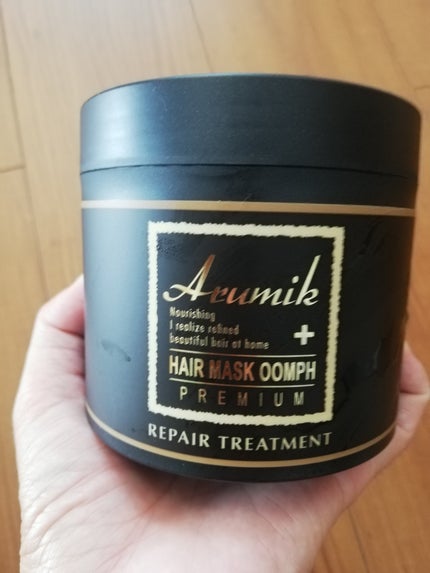 Arumik
Nourishing
I realize refined
beautiful hair at home
+
HAIR MASK OOMPH
PREMIUM
REPAIR TREATMENT